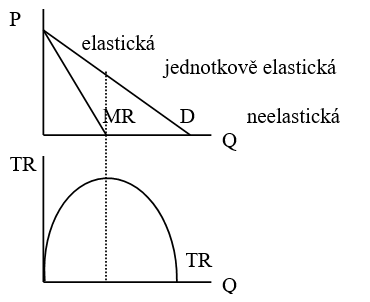 P
elastická
jednotkově elastická
MR
D
neelastická
Q
TR
TR
Q